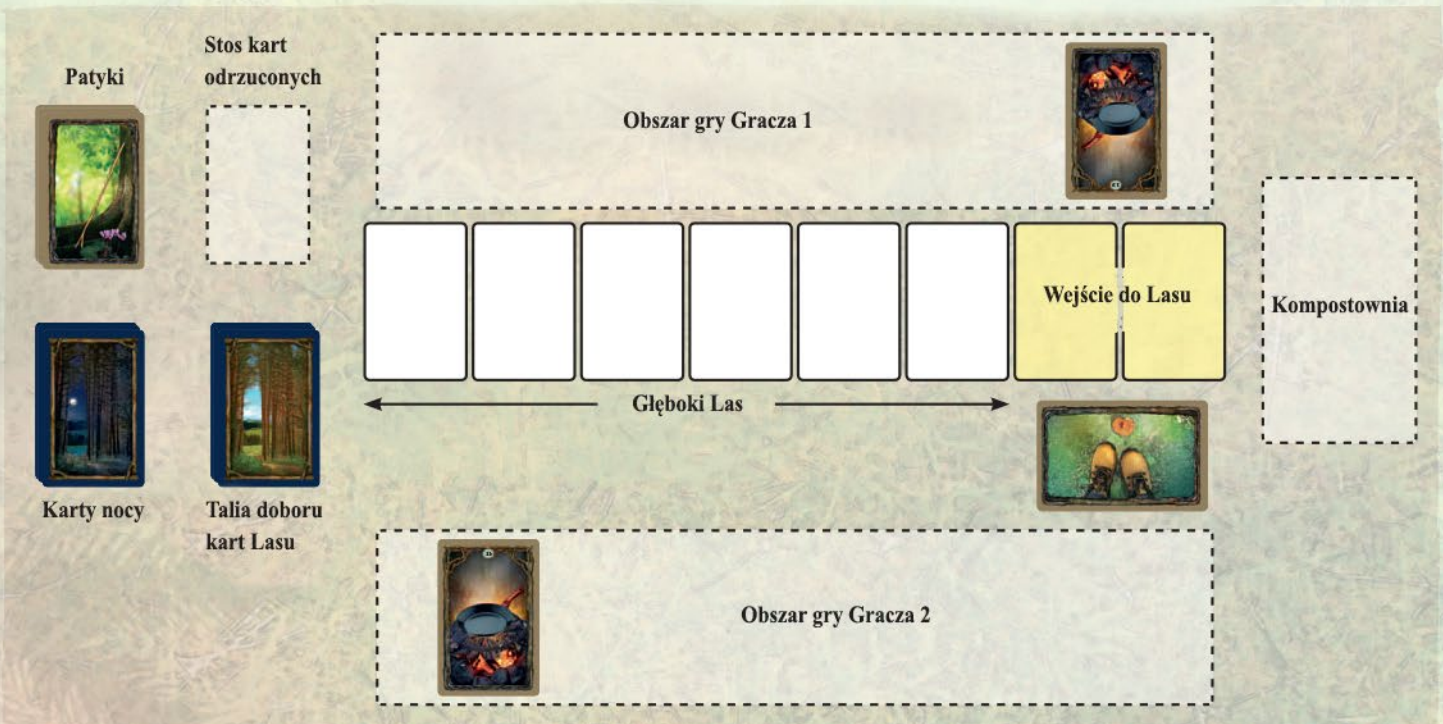 Patyki
Stos kart
odrzuconych
Obszar gry Gracza 1
Wejście do Lasu
Kompostownia
Głęboki Las
Karty nocy
Talia doboru
kart Lasu
Obszar gry Gracza 2